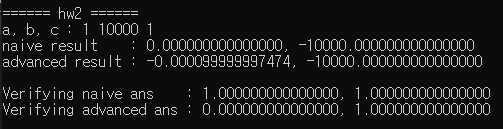 ====== hw2 ======
a, b, c : 1 10000 1
naive result    : 0.000000000000000, -10000.000000000000000
advanced result : -0.000099999997474, -10000.000000000000000
Verifying naive ans    : 1.000000000000000, 1.000000000000000
Verifying advanced ans : 0.000000000000000, 1.000000000000000